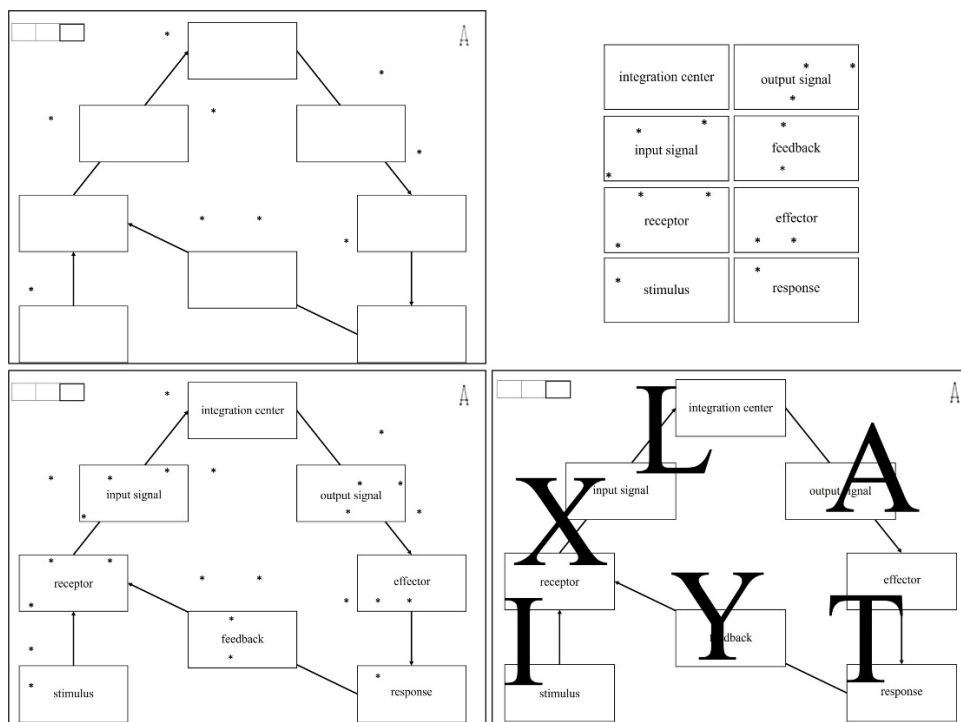 integration center
output signal
input signal
feedback
receptor
effector
stimulus
response
integration center
input signal
output signal
receptor
effector
feedback
stimulus
response
L
integration center
A
input signal
output signal
X
receptor
effector
I
Y
feedback
T
stimulus
response